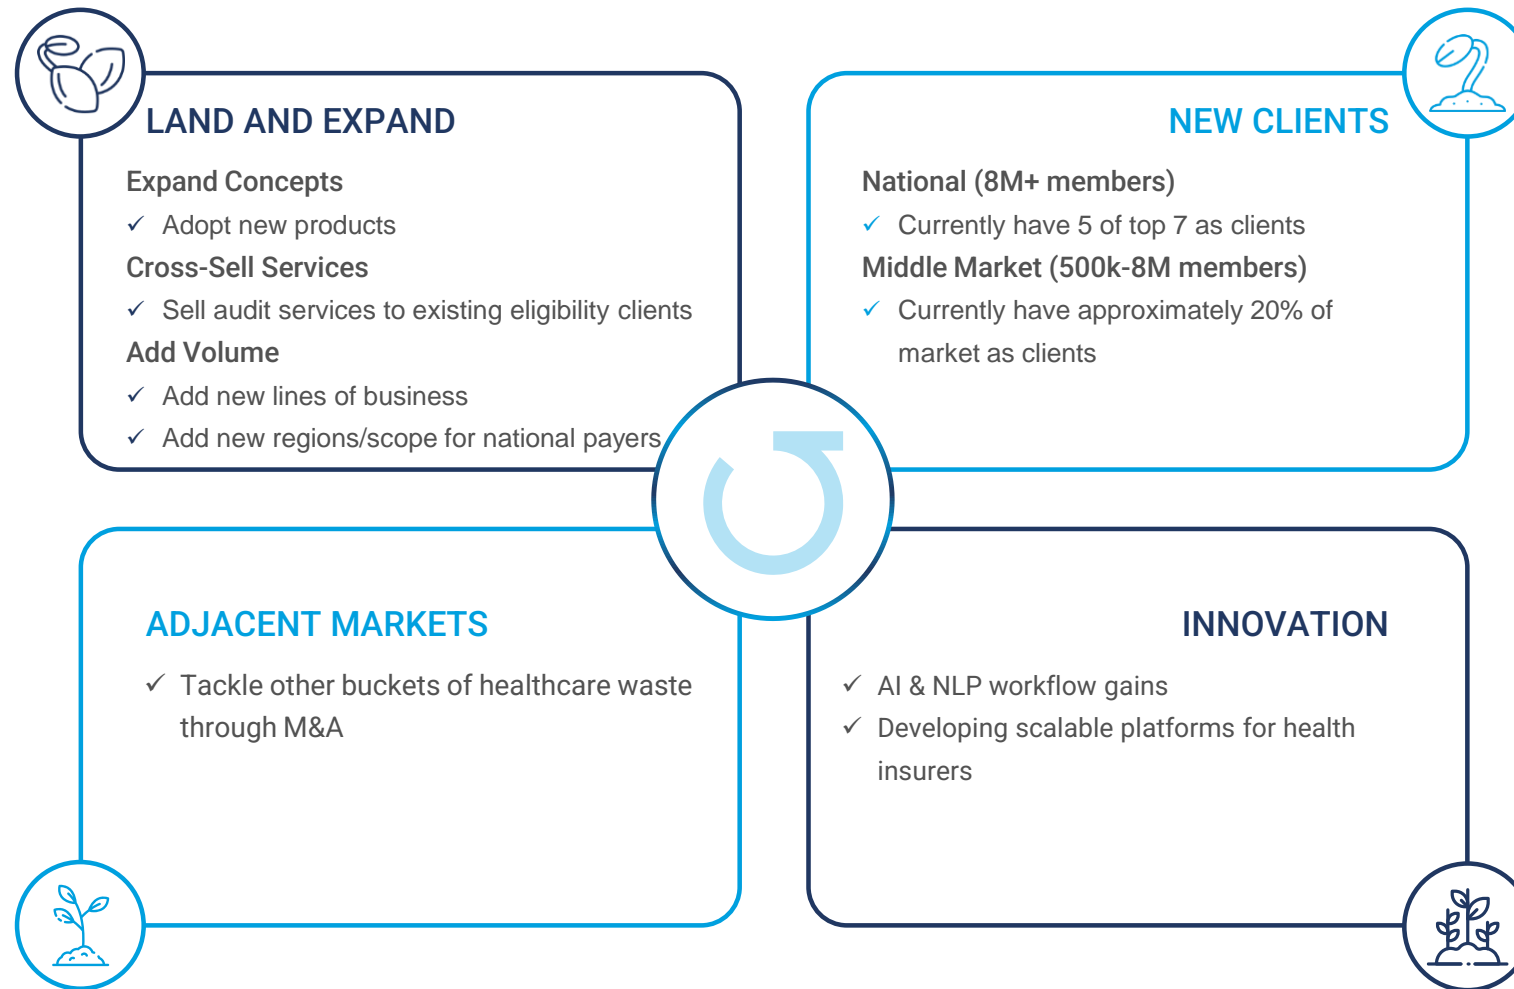 LAND AND EXPAND
Expand Concepts
✓ Adopt new products
Cross-Sell Services
✓ Sell audit services to existing eligibility clients
Add Volume
✓ Add new lines of business
✓ Add new regions/scope for national payers
NEW CLIENTS
National (8M+ members)
✓ Currently have 5 of top 7 as clients
Middle Market (500k-8M members)
✓ Currently have approximately 20% of
market as clients
ADJACENT MARKETS
✓ Tackle other buckets of healthcare waste
through M&A
INNOVATION
✓ AI & NLP workflow gains
✓ Developing scalable platforms for health
insurers